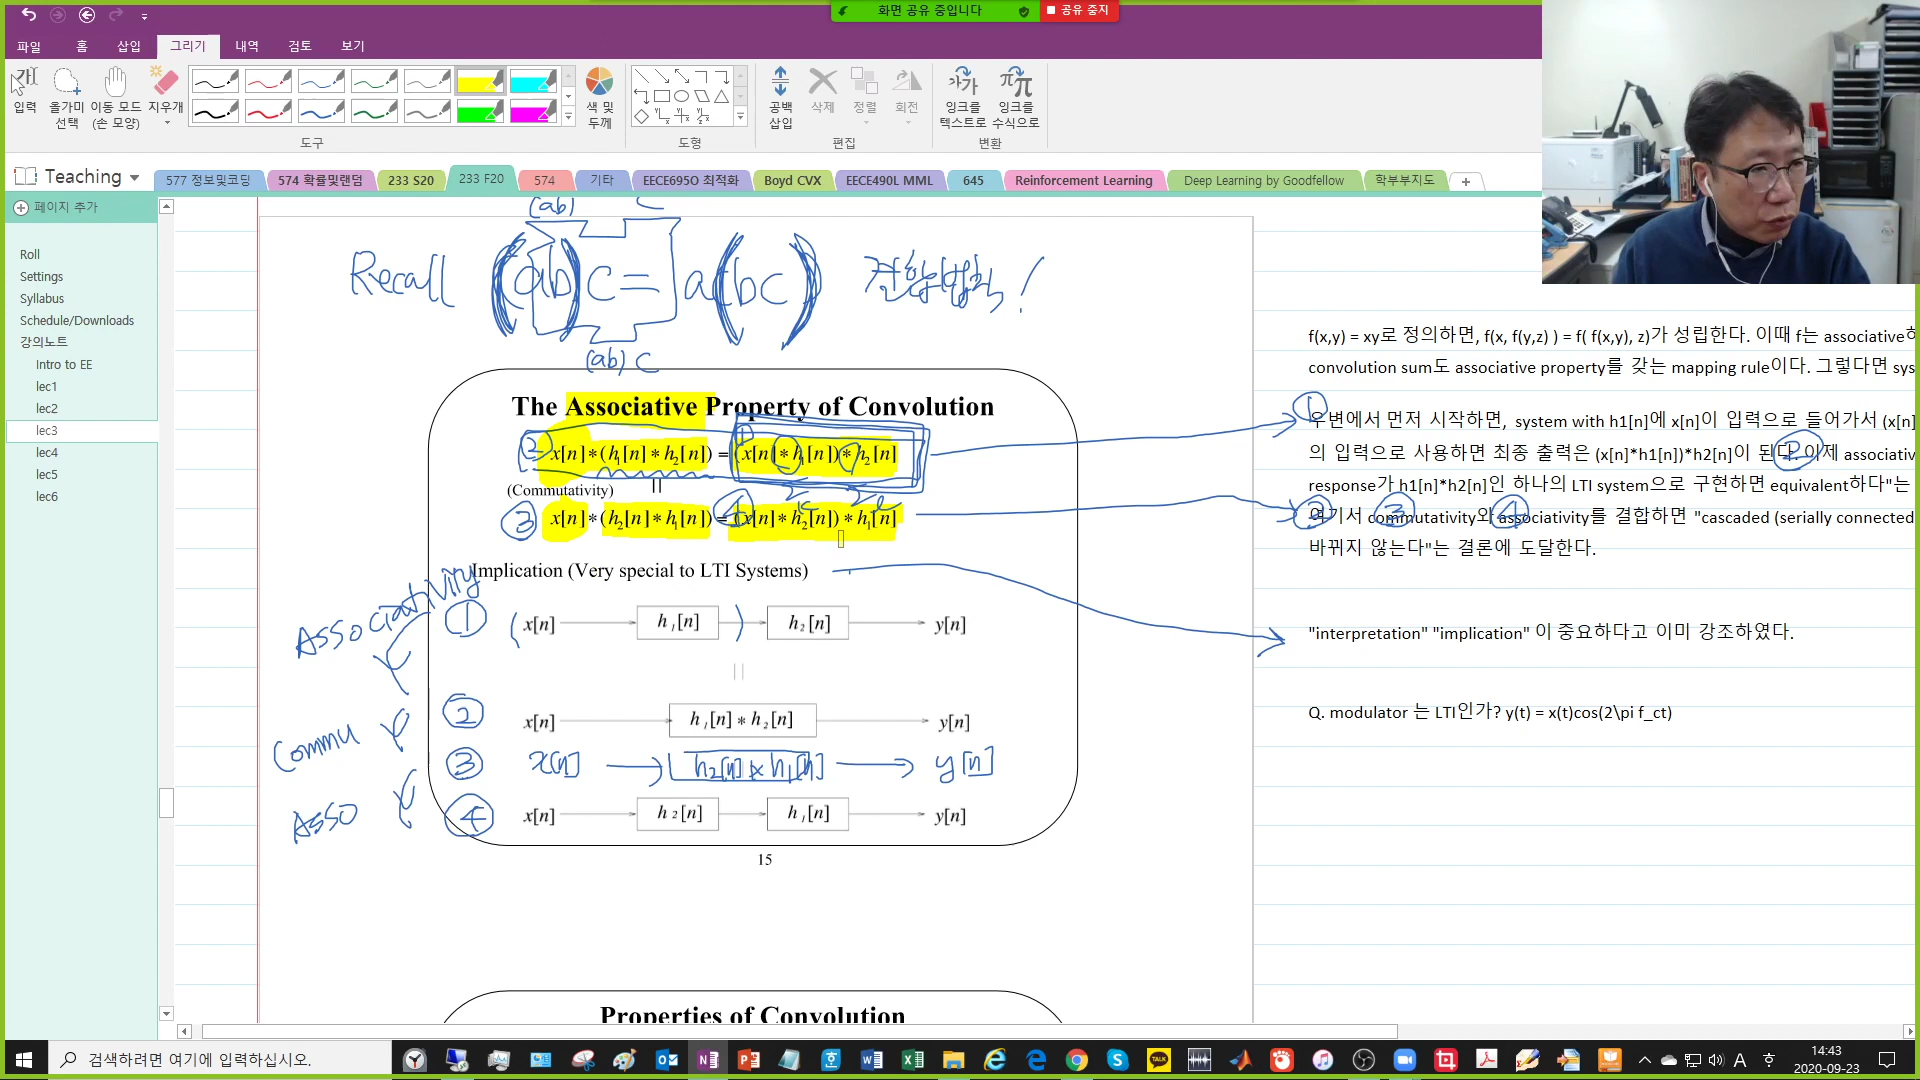 화면 공유 중입니다 공유 중지
파일 홈 삽입 그리기 내역 검토 보기
입력 올가미 선택 이동 모드 (손 모양) 지우개 색 및 두께 공백 삽입 삭제 정렬 회전 잉크를 텍스트로 잉크를 수식으로
도구 도형 편집 변환
Teaching 577 정보및코딩 574 확률및랜덤 233 S20 233 F20 574 기타 EECE695O 최적화 Boyd CVX EECE490L MML 645 Reinforcement Learning Deep Learning by Goodfellow 학부부지도
페이지 추가
Roll
Settings
Syllabus
Schedule/Downloads
강의노트
Intro to EE
lec1
lec2
lec3
lec4
lec5
lec6
(ab) C
Recall (ab)C = a(bc) 결합법칙!
(ab) C
The Associative Property of Convolution
② x[n]∗(h₁[n]∗h₂[n]) = (x[n]∗h₁[n])∗h₂[n]
(Commutativity) ||
③ x[n]∗(h₂[n]∗h₁[n]) = ④ (x[n]∗h₂[n])∗h₁[n]
Implication (Very special to LTI Systems)
Associativity
① ( x[n] h₁[n] ) h₂[n] y[n]
||
② x[n] h₁[n]∗h₂[n] y[n]
Commu
③ x[n] → h₂[n]∗h₁[n] → y[n]
Asso
④ x[n] h₂[n] h₁[n] y[n]
15
Properties of Convolution
f(x,y) = xy로 정의하면, f(x, f(y,z) ) = f( f(x,y), z)가 성립한다. 이때 f는 associative
convolution sum도 associative property를 갖는 mapping rule이다. 그렇다면 sys
① 우변에서 먼저 시작하면, system with h1[n]에 x[n]이 입력으로 들어가서 (x[n]
의 입력으로 사용하면 최종 출력은 (x[n]*h1[n])*h2[n]이 된다. ② 이제 associativ
response가 h1[n]*h2[n]인 하나의 LTI system으로 구현하면 equivalent하다"는
여기서 commutativity와 associativity를 결합하면 "cascaded (serially connected
③ ④
바뀌지 않는다"는 결론에 도달한다.
"interpretation" "implication" 이 중요하다고 이미 강조하였다.
Q. modulator 는 LTI인가? y(t) = x(t)cos(2\pi f_ct)
검색하려면 여기에 입력하십시오.
A
14:43
2020-09-23